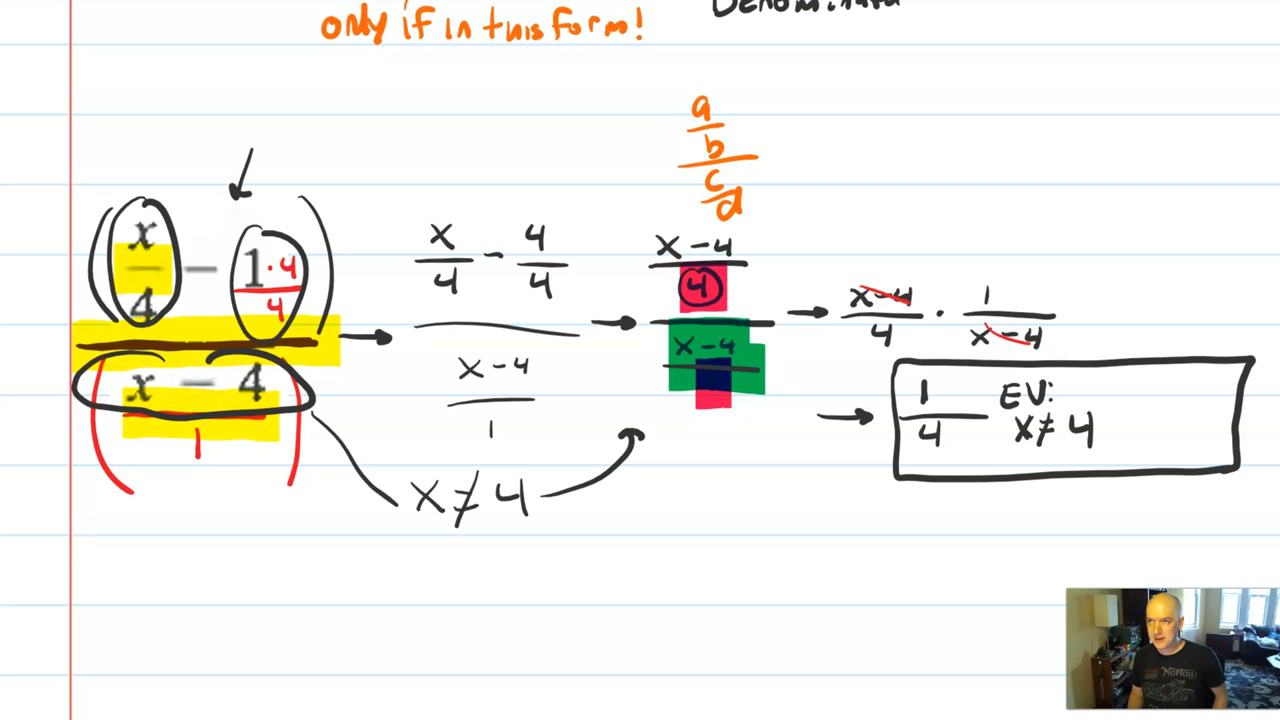 only if in this form!
Denominator
a
b
c
d
x/4 - 1·4/4
x - 4
1
x/4 - 4/4
x-4
1
x-4
4
x-4
x-4/4 · 1/x-4
1/4 EV:
x≠4
x≠4
Norton